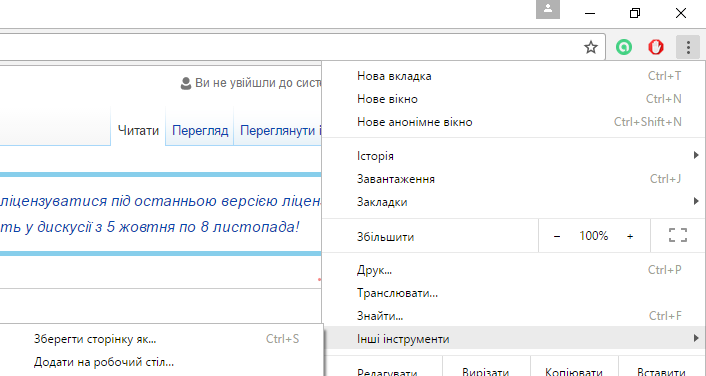 Нова вкладка Ctrl+T
Ви не увійшли до сист
Нове вікно Ctrl+N
Нове анонімне вікно Ctrl+Shift+N
Читати Перегляд Переглянути і
Історія
Завантаження Ctrl+J
ліцензуватися під останньою версією ліценз
Закладки
ть у дискусії з 5 жовтня по 8 листопада!
Збільшити − 100% +
Друк... Ctrl+P
*
Транслювати...
Знайти... Ctrl+F
Інші інструменти
Зберегти сторінку як... Ctrl+S
Додати на робочий стіл...
Редагувати Вирізати Копіювати Вставити